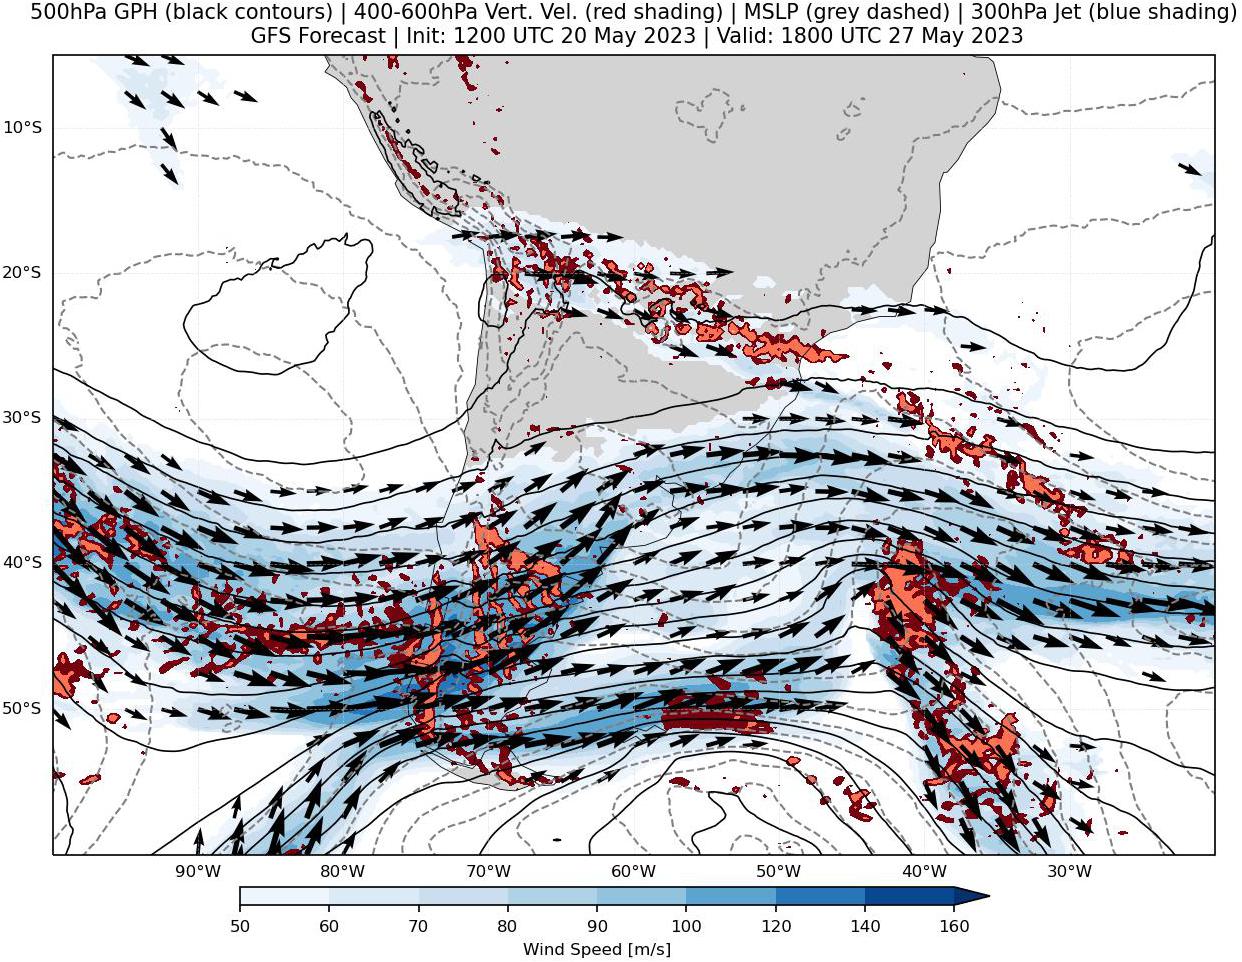 500hPa GPH (black contours) | 400-600hPa Vert. Vel. (red shading) | MSLP (grey dashed) | 300hPa Jet (blue shading)
GFS Forecast | Init: 1200 UTC 20 May 2023 | Valid: 1800 UTC 27 May 2023
10°S
20°S
30°S
40°S
50°S
90°W 80°W 70°W 60°W 50°W 40°W 30°W
50 60 70 80 90 100 120 140 160
Wind Speed [m/s]